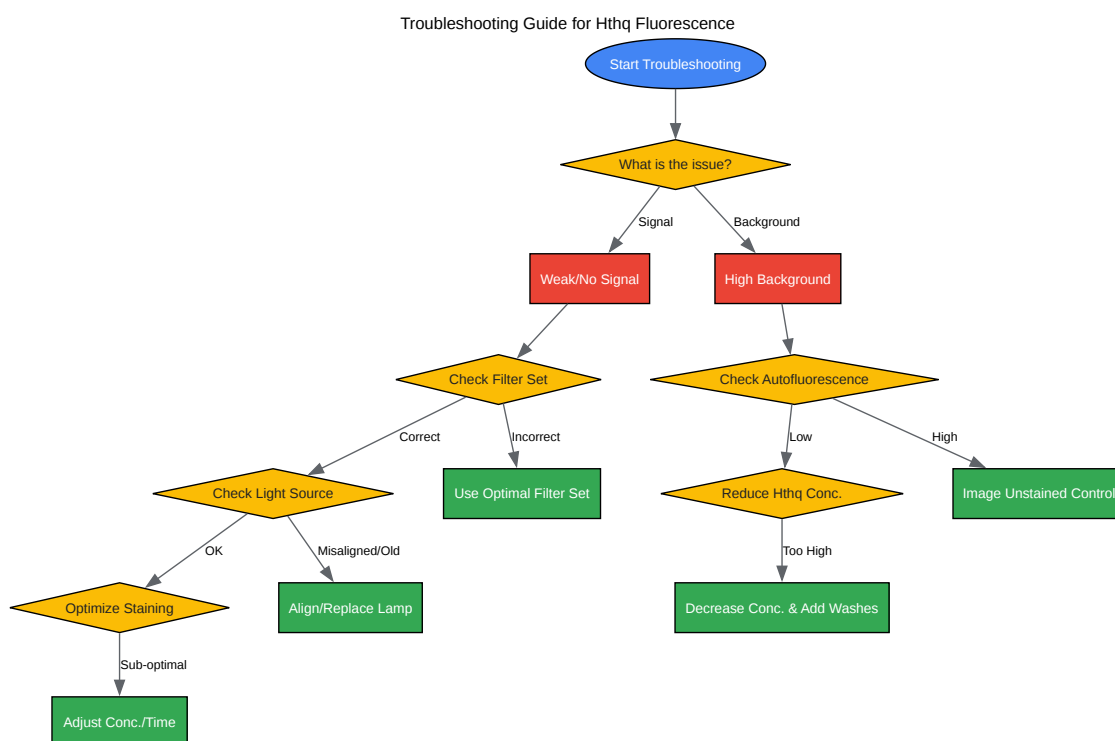 Troubleshooting Guide for Hthq Fluorescence
Start Troubleshooting
What is the issue?
Signal
Background
Weak/No Signal
High Background
Check Filter Set
Check Autofluorescence
Correct
Incorrect
Low
High
Check Light Source
Use Optimal Filter Set
Reduce Hthq Conc.
Image Unstained Control
OK
Misaligned/Old
Too High
Optimize Staining
Align/Replace Lamp
Decrease Conc. & Add Washes
Sub-optimal
Adjust Conc./Time